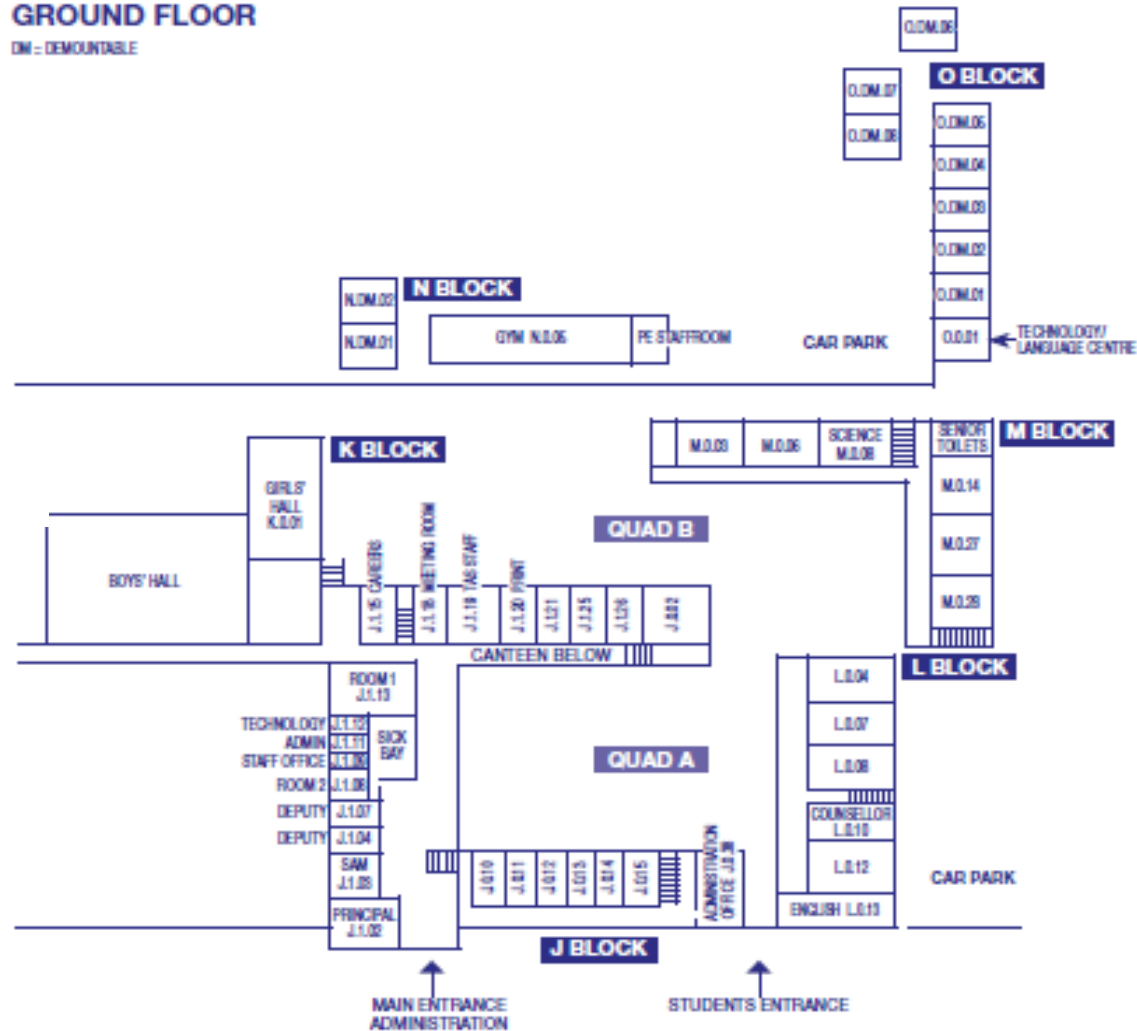 GROUND FLOOR
DM = DEMOUNTABLE
O.DM.06
O BLOCK
O.DM.07
O.DM.08
O.DM.05
O.DM.04
O.DM.03
O.DM.02
O.DM.01
O.0.01
TECHNOLOGY/
LANGUAGE CENTRE
N BLOCK
N.DM.02
N.DM.01
GYM N.0.05
PE STAFFROOM
CAR PARK
K BLOCK
GIRLS'
HALL
K.0.01
BOYS' HALL
M.0.03
M.0.06
SCIENCE
M.0.08
SENIOR
TOILETS
M BLOCK
M.0.14
M.0.27
M.0.28
QUAD B
J.1.15 CAREERS
J.1.18 MEETING ROOM
J.1.19 TAS STAFF
J.1.20 PRINT
J.1.21
J.1.25
J.1.26
J.0.02
CANTEEN BELOW
L BLOCK
L.0.04
L.0.07
L.0.08
COUNSELLOR
L.0.10
L.0.12
ENGLISH L.0.13
CAR PARK
ROOM 1
J.1.13
TECHNOLOGY J.1.12
ADMIN J.1.11
STAFF OFFICE J.1.09
SICK
BAY
ROOM 2 J.1.06
DEPUTY J.1.07
DEPUTY J.1.04
SAM
J.1.03
PRINCIPAL
J.1.02
QUAD A
J.0.10
J.0.11
J.0.12
J.0.13
J.0.14
J.0.15
ADMINISTRATION
OFFICE
J BLOCK
MAIN ENTRANCE
ADMINISTRATION
STUDENTS ENTRANCE